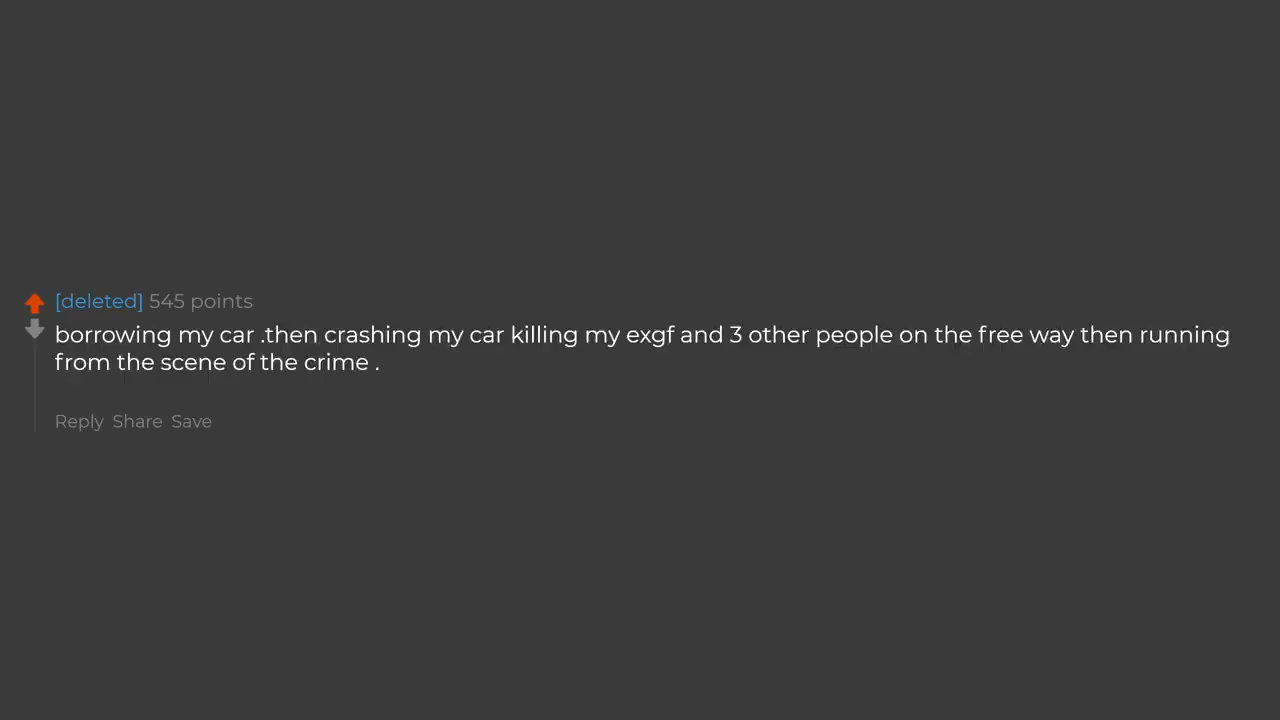 [deleted] 545 points
borrowing my car .then crashing my car killing my exgf and 3 other people on the free way then running
from the scene of the crime .
Reply Share Save